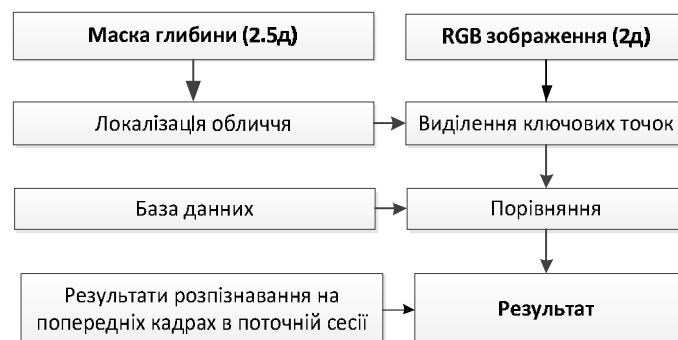 Маска глибини (2.5д)
RGB зображення (2д)
Локалізація обличчя
Виділення ключових точок
База данних
Порівняння
Результати розпізнавання на
попередніх кадрах в поточній сесії
Результат